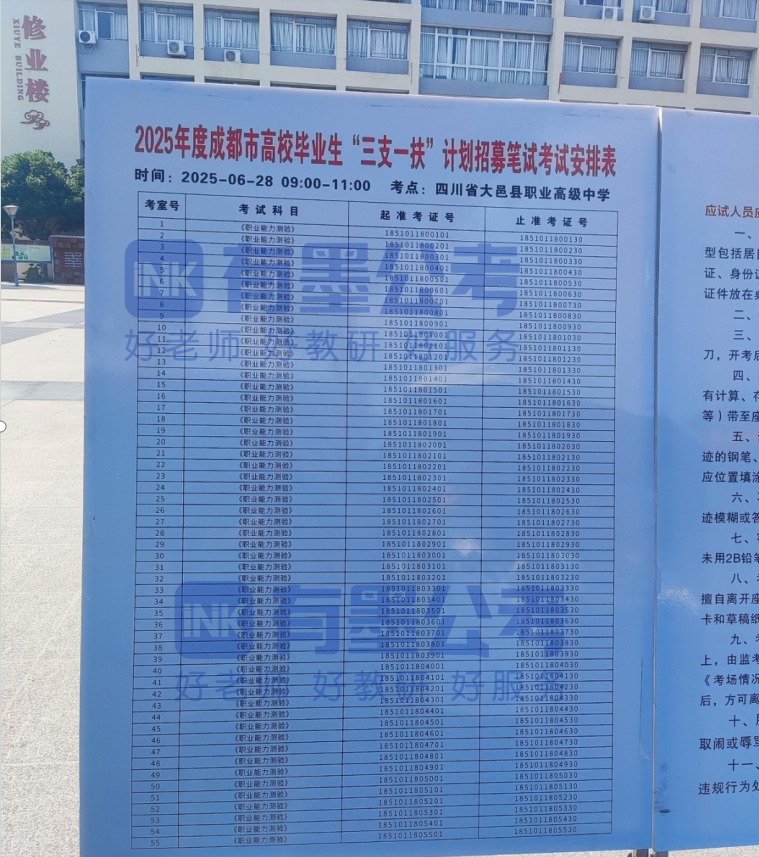 修业楼
XIUYE BUILDING
2025年度成都市高校毕业生“三支一扶”计划招募笔试考试安排表
时间：2025-06-28 09:00-11:00 考点：四川省大邑县职业高级中学
考室号 考试科目 起准考证号 止准考证号
1 《职业能力测验》 1851011800101 1851011800130
2 《职业能力测验》 1851011800201 1851011800230
3 《职业能力测验》 1851011800301 1851011800330
4 《职业能力测验》 1851011800401 1851011800430
5 《职业能力测验》 1851011800501 1851011800530
6 《职业能力测验》 1851011800601 1851011800630
7 《职业能力测验》 1851011800701 1851011800730
8 《职业能力测验》 1851011800801 1851011800830
9 《职业能力测验》 1851011800901 1851011800930
10 《职业能力测验》 1851011801001 1851011801030
11 《职业能力测验》 1851011801101 1851011801130
12 《职业能力测验》 1851011801201 1851011801230
13 《职业能力测验》 1851011801301 1851011801330
14 《职业能力测验》 1851011801401 1851011801430
15 《职业能力测验》 1851011801501 1851011801530
16 《职业能力测验》 1851011801601 1851011801630
17 《职业能力测验》 1851011801701 1851011801730
18 《职业能力测验》 1851011801801 1851011801830
19 《职业能力测验》 1851011801901 1851011801930
20 《职业能力测验》 1851011802001 1851011802030
21 《职业能力测验》 1851011802101 1851011802130
22 《职业能力测验》 1851011802201 1851011802230
23 《职业能力测验》 1851011802301 1851011802330
24 《职业能力测验》 1851011802401 1851011802430
25 《职业能力测验》 1851011802501 1851011802530
26 《职业能力测验》 1851011802601 1851011802630
27 《职业能力测验》 1851011802701 1851011802730
28 《职业能力测验》 1851011802801 1851011802830
29 《职业能力测验》 1851011802901 1851011802930
30 《职业能力测验》 1851011803001 1851011803030
31 《职业能力测验》 1851011803101 1851011803130
32 《职业能力测验》 1851011803201 1851011803230
33 《职业能力测验》 1851011803301 1851011803330
34 《职业能力测验》 1851011803401 1851011803430
35 《职业能力测验》 1851011803501 1851011803530
36 《职业能力测验》 1851011803601 1851011803630
37 《职业能力测验》 1851011803701 1851011803730
38 《职业能力测验》 1851011803801 1851011803830
39 《职业能力测验》 1851011803901 1851011803930
40 《职业能力测验》 1851011804001 1851011804030
41 《职业能力测验》 1851011804101 1851011804130
42 《职业能力测验》 1851011804201 1851011804230
43 《职业能力测验》 1851011804301 1851011804330
44 《职业能力测验》 1851011804401 1851011804430
45 《职业能力测验》 1851011804501 1851011804530
46 《职业能力测验》 1851011804601 1851011804630
47 《职业能力测验》 1851011804701 1851011804730
48 《职业能力测验》 1851011804801 1851011804830
49 《职业能力测验》 1851011804901 1851011804930
50 《职业能力测验》 1851011805001 1851011805030
51 《职业能力测验》 1851011805101 1851011805130
52 《职业能力测验》 1851011805201 1851011805230
53 《职业能力测验》 1851011805301 1851011805330
54 《职业能力测验》 1851011805401 1851011805430
55 《职业能力测验》 1851011805501 1851011805530
INK 有墨公考
好老师 好教研 好服务
INK 有墨公考
好老师 好教研 好服
应试人员应
一、
型包括居
证、身份证
证件放在桌
二、
三、
刀，开考后
四、
有计算、存
等）带至座
五、
迹的钢笔、
应位置填涂
六、
迹模糊或答
七、
未用2B铅笔
八、
擅自离开座
卡和草稿纸
九、
上，由监考
《考场情况
后，方可离
十、
取闹或辱骂
十一、
违规行为处